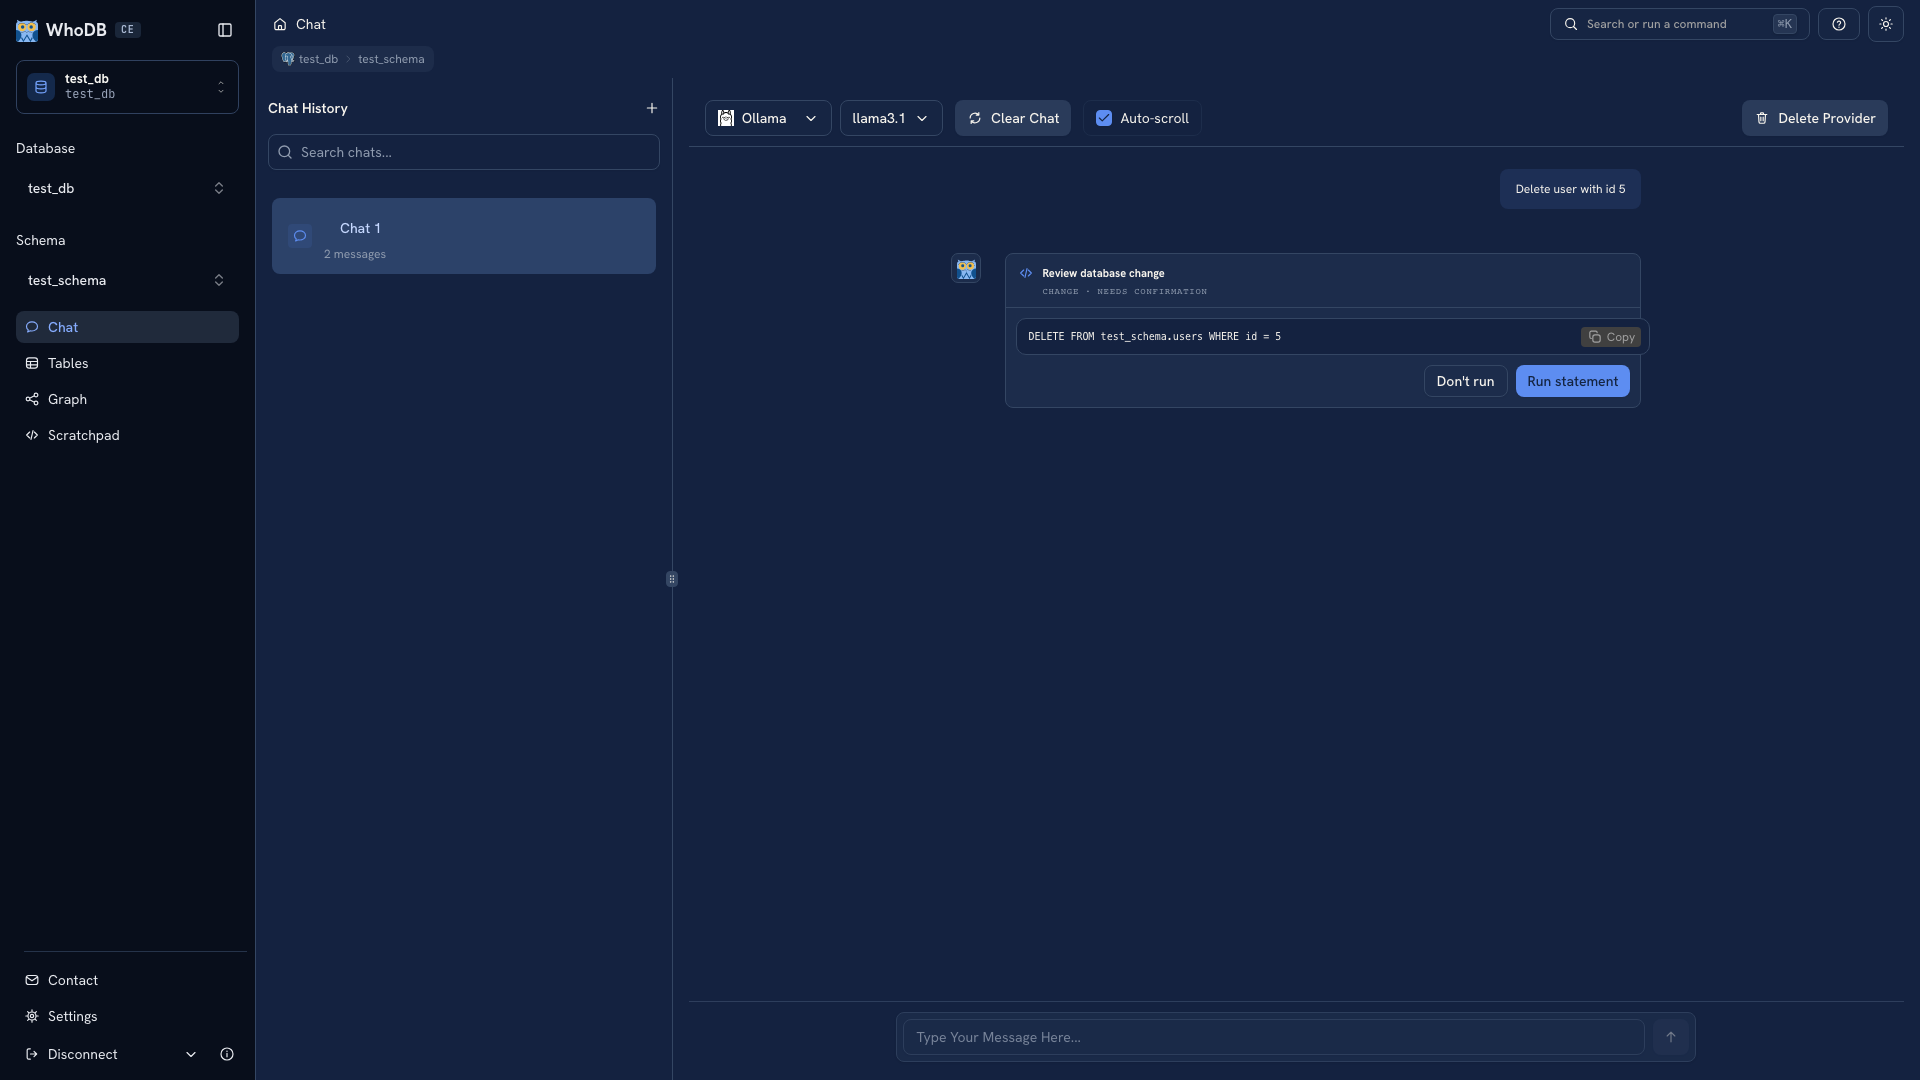 WhoDB CE
test_db
test_db
Database
test_db
Schema
test_schema
Chat
Tables
Graph
Scratchpad
Contact
Settings
Disconnect
Chat
test_db > test_schema
Search or run a command ⌘K
Chat History
Search chats...
Chat 1
2 messages
Ollama
llama3.1
Clear Chat
Auto-scroll
Delete Provider
Delete user with id 5
Review database change
CHANGE · NEEDS CONFIRMATION
DELETE FROM test_schema.users WHERE id = 5
Copy
Don't run
Run statement
Type Your Message Here...